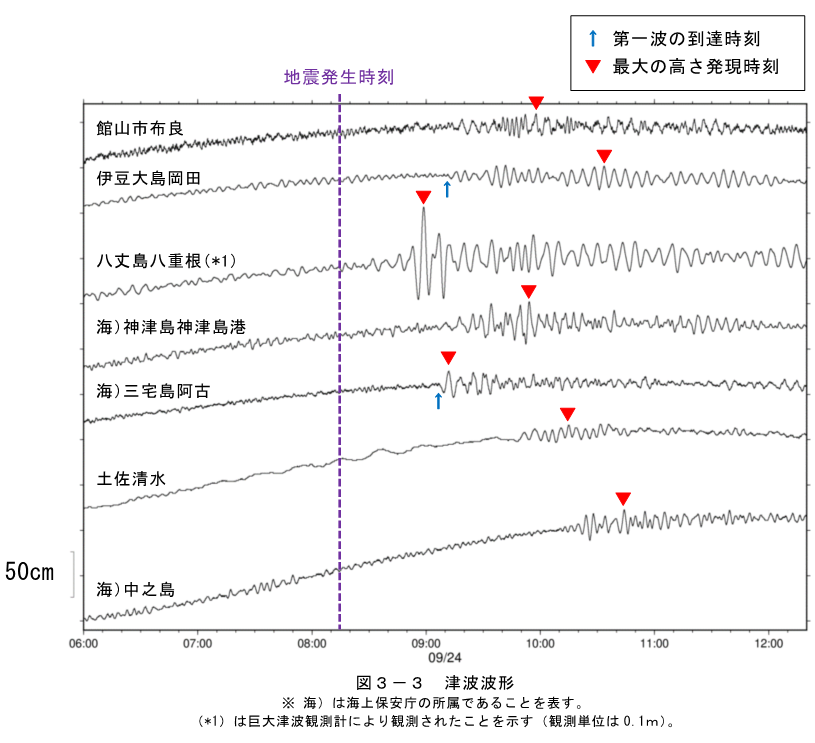 ↑ 第一波の到達時刻
▼ 最大の高さ発現時刻
地震発生時刻
館山市布良
伊豆大島岡田
八丈島八重根(*1)
海)神津島神津島港
海)三宅島阿古
土佐清水
50cm
海)中之島
06:00 07:00 08:00 09:00 10:00 11:00 12:00
09/24
図3-3 津波波形
※ 海) は海上保安庁の所属であることを表す。
(*1) は巨大津波観測計により観測されたことを示す (観測単位は0.1m)。